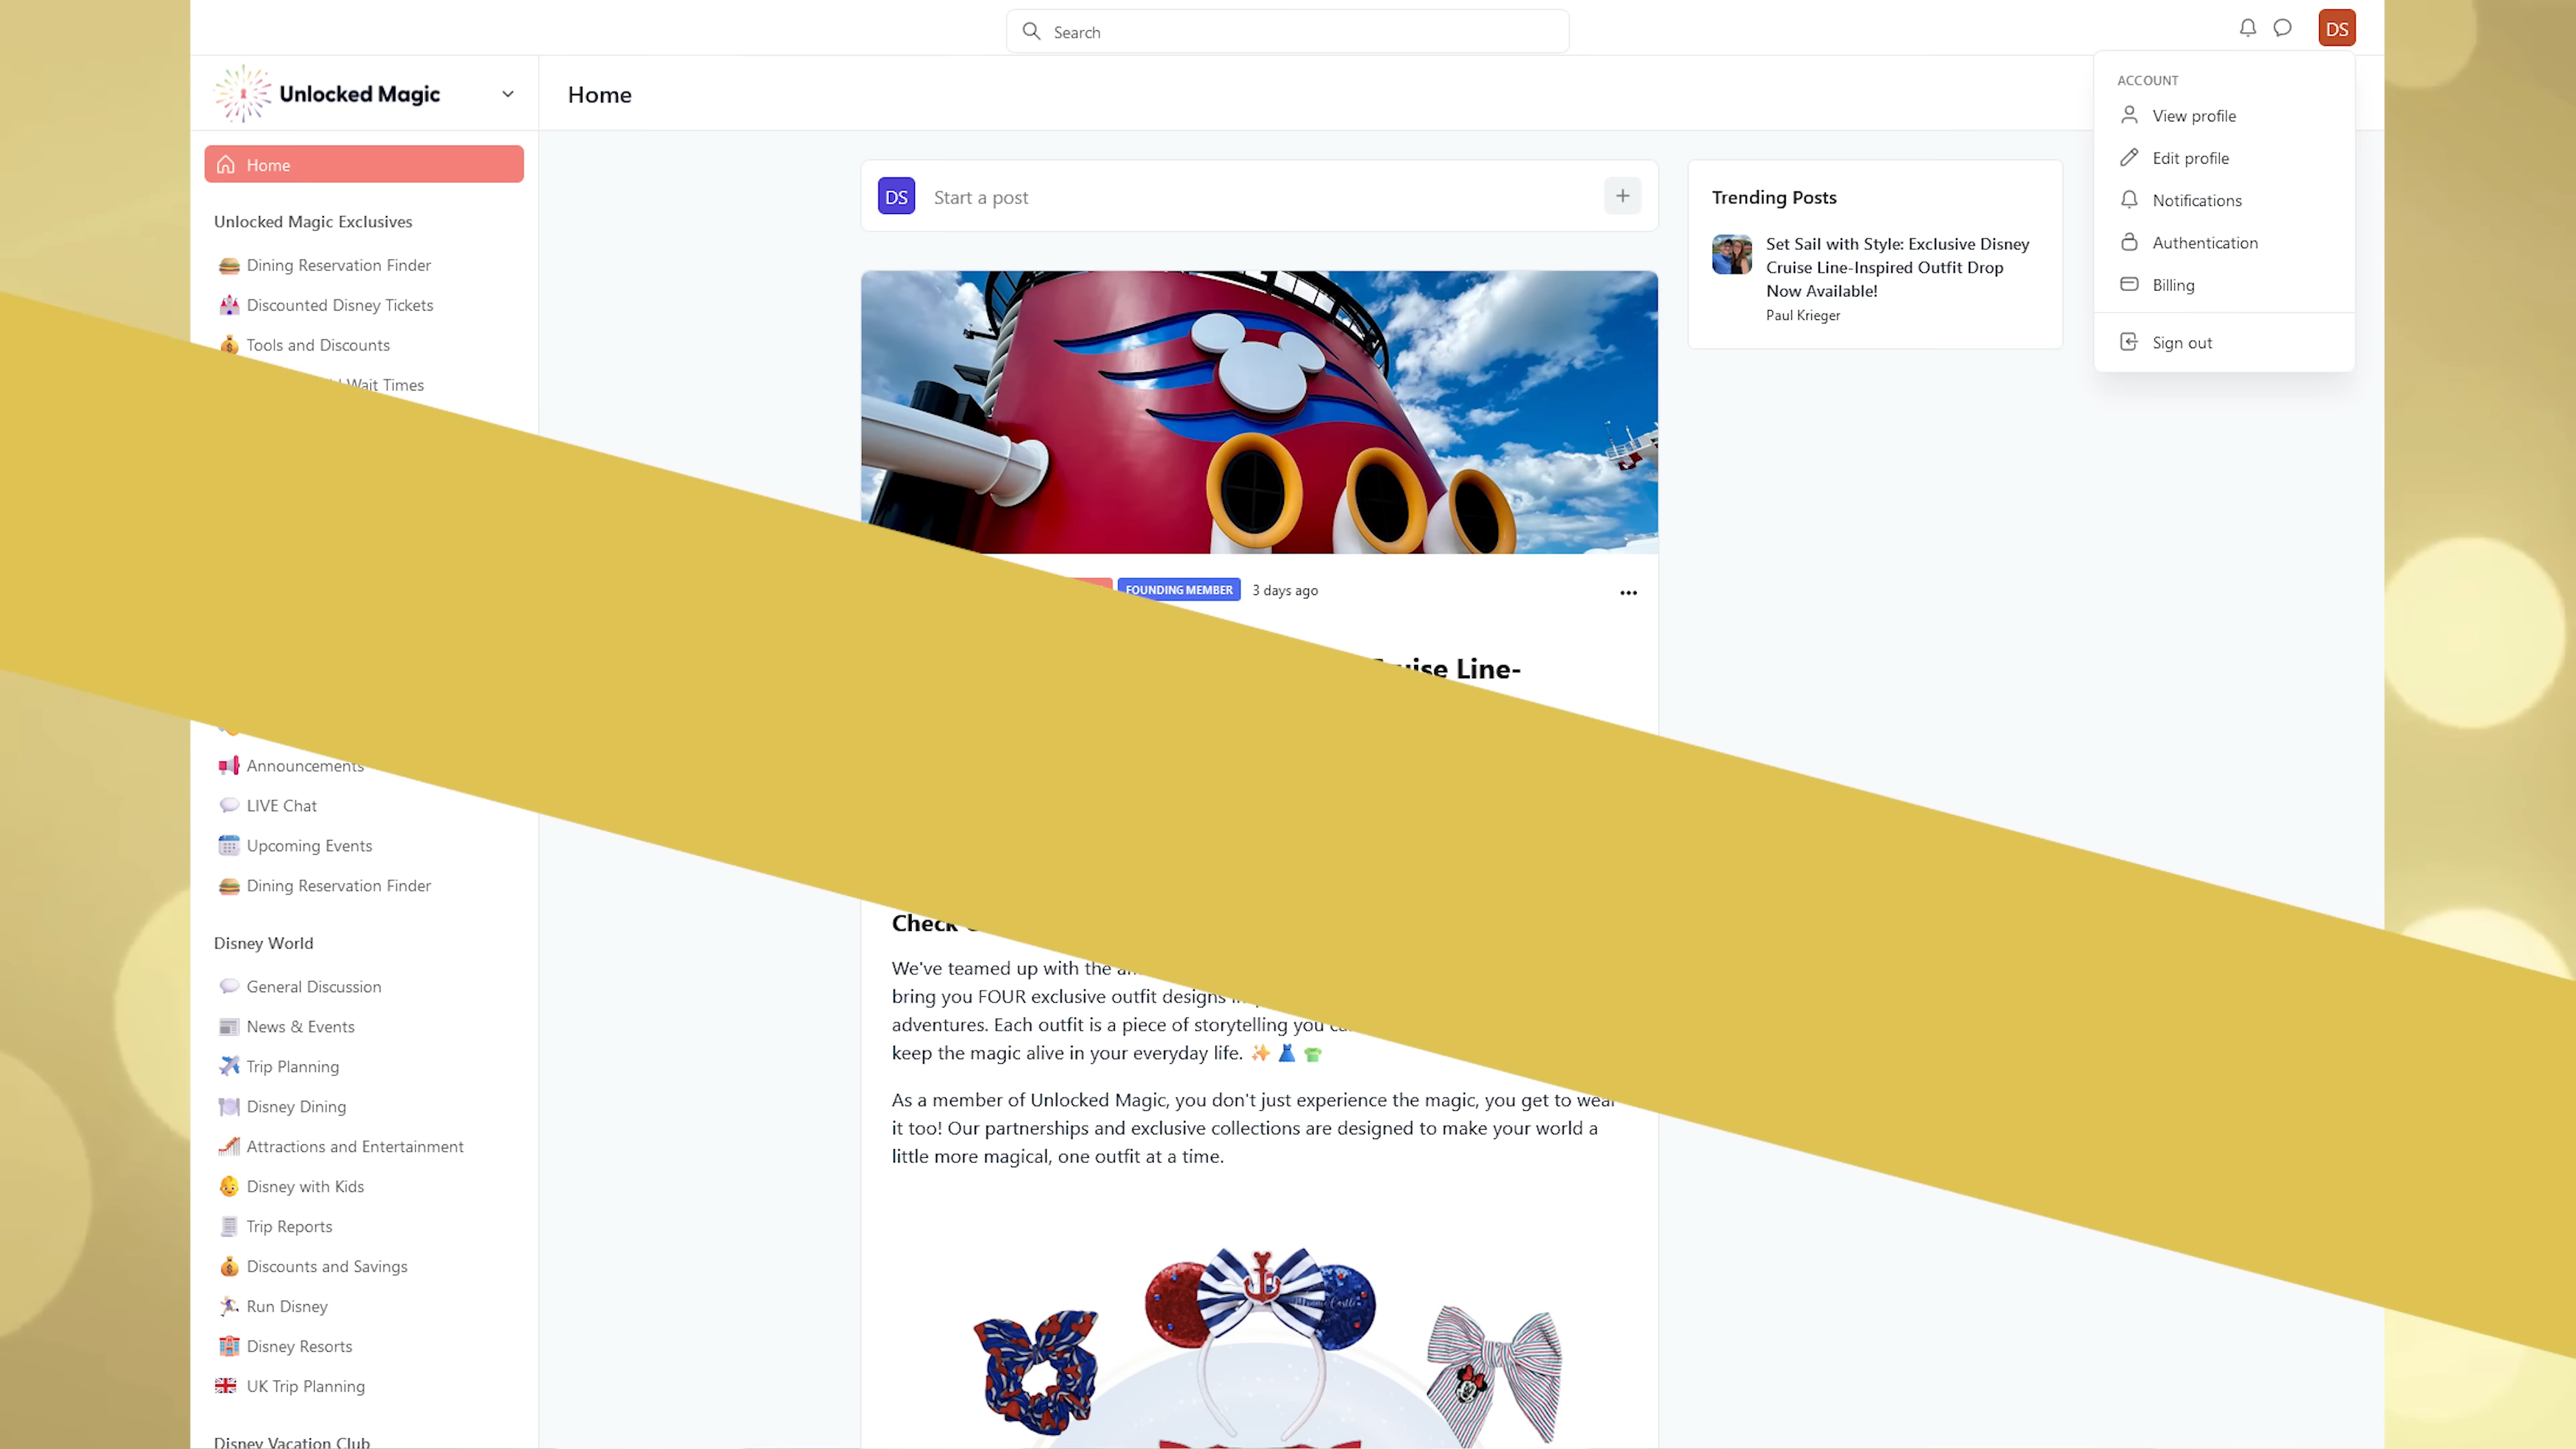 Search
DS
Unlocked Magic
Home
ACCOUNT
View profile
Edit profile
Notifications
Authentication
Billing
Sign out
Home
Unlocked Magic Exclusives
Dining Reservation Finder
Discounted Disney Tickets
Tools and Discounts
Wait Times
Announcements
LIVE Chat
Upcoming Events
Dining Reservation Finder
Disney World
General Discussion
News & Events
Trip Planning
Disney Dining
Attractions and Entertainment
Disney with Kids
Trip Reports
Discounts and Savings
Run Disney
Disney Resorts
UK Trip Planning
Disney Vacation Club
DS
Start a post
FOUNDING MEMBER
3 days ago
Cruise Line-
Check
We've teamed up with the
bring you FOUR exclusive outfit designs
adventures. Each outfit is a piece of storytelling you
keep the magic alive in your everyday life.
As a member of Unlocked Magic, you don't just experience the magic, you get to wear
it too! Our partnerships and exclusive collections are designed to make your world a
little more magical, one outfit at a time.
Trending Posts
Set Sail with Style: Exclusive Disney
Cruise Line-Inspired Outfit Drop
Now Available!
Paul Krieger